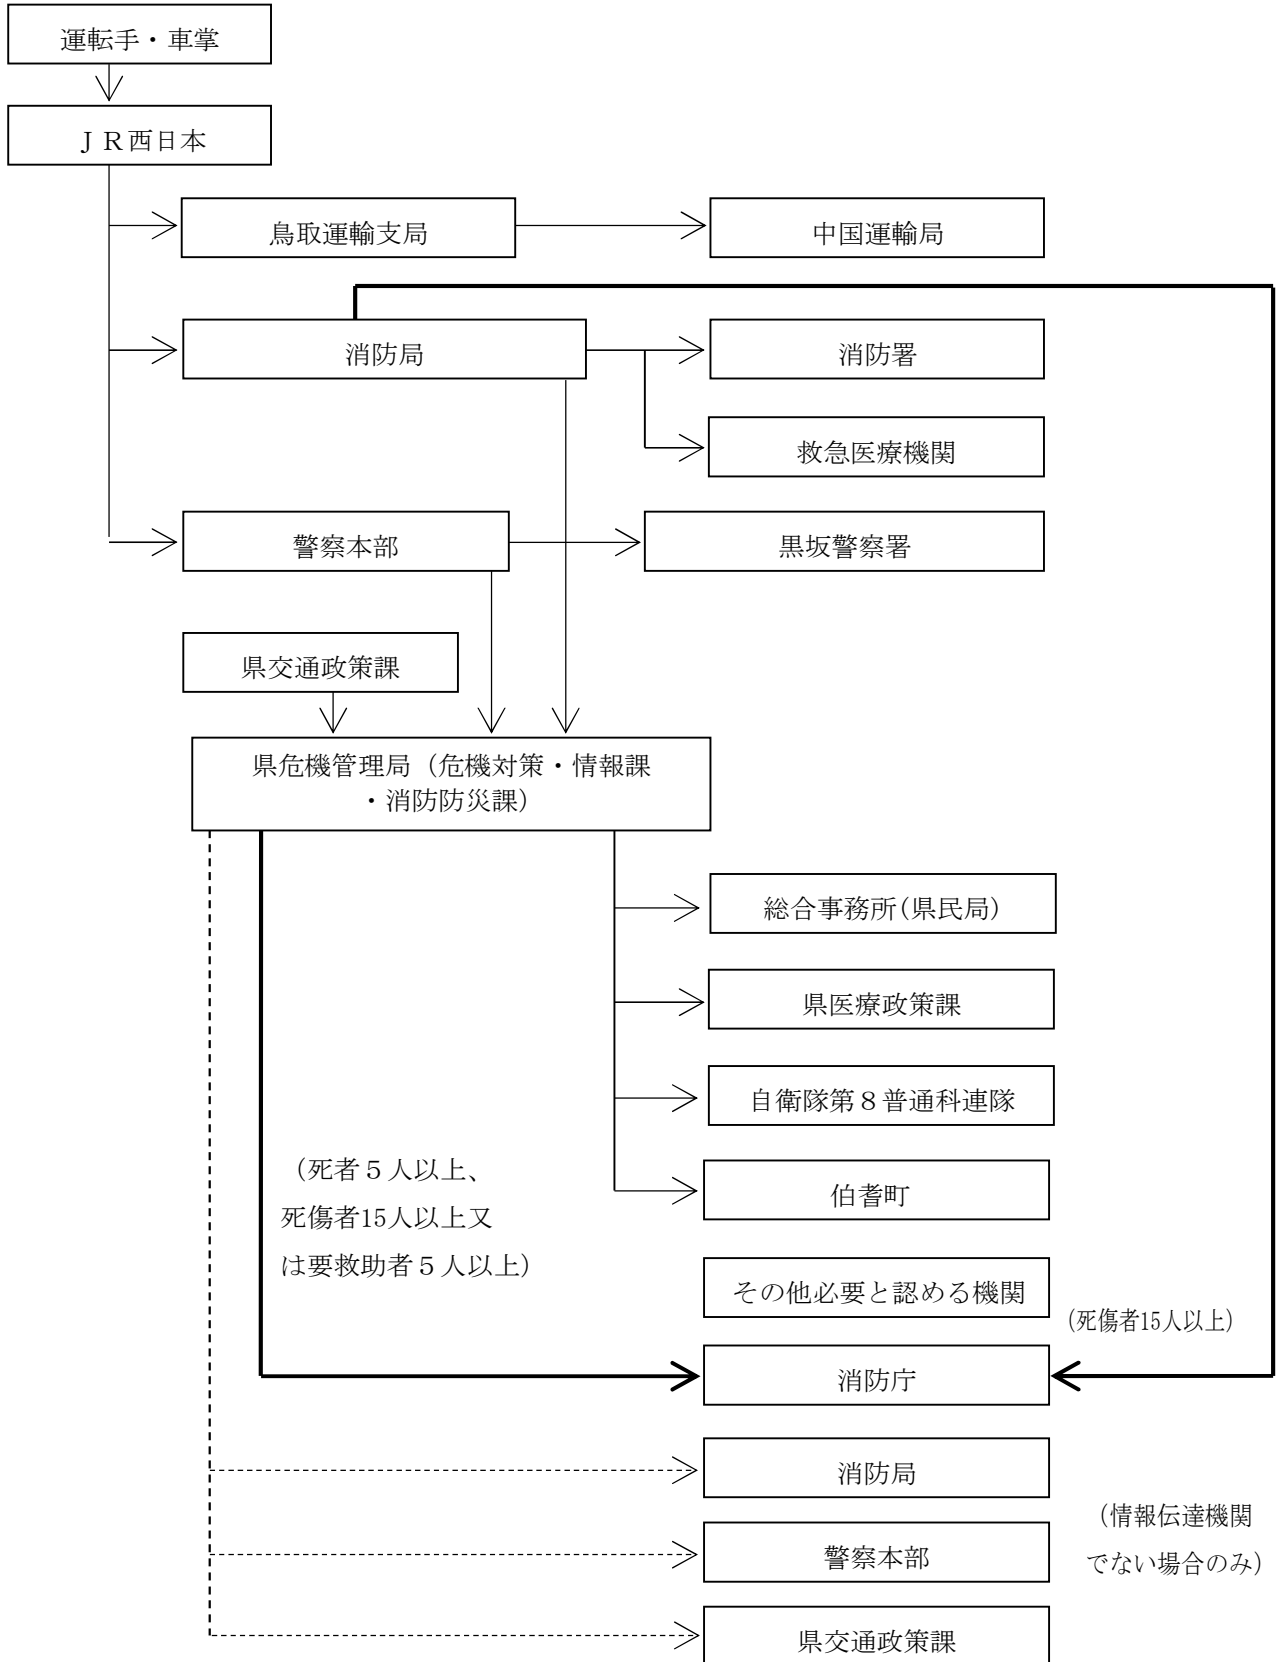 運転手・車掌
ＪＲ西日本
鳥取運輸支局
中国運輸局
消防局
消防署
救急医療機関
警察本部
黒坂警察署
県交通政策課
県危機管理局（危機対策・情報課
・消防防災課）
総合事務所(県民局)
県医療政策課
自衛隊第８普通科連隊
（死者５人以上、
死傷者15人以上又
は要救助者５人以上）
伯耆町
その他必要と認める機関
（死傷者15人以上）
消防庁
消防局
（情報伝達機関
でない場合のみ）
警察本部
県交通政策課